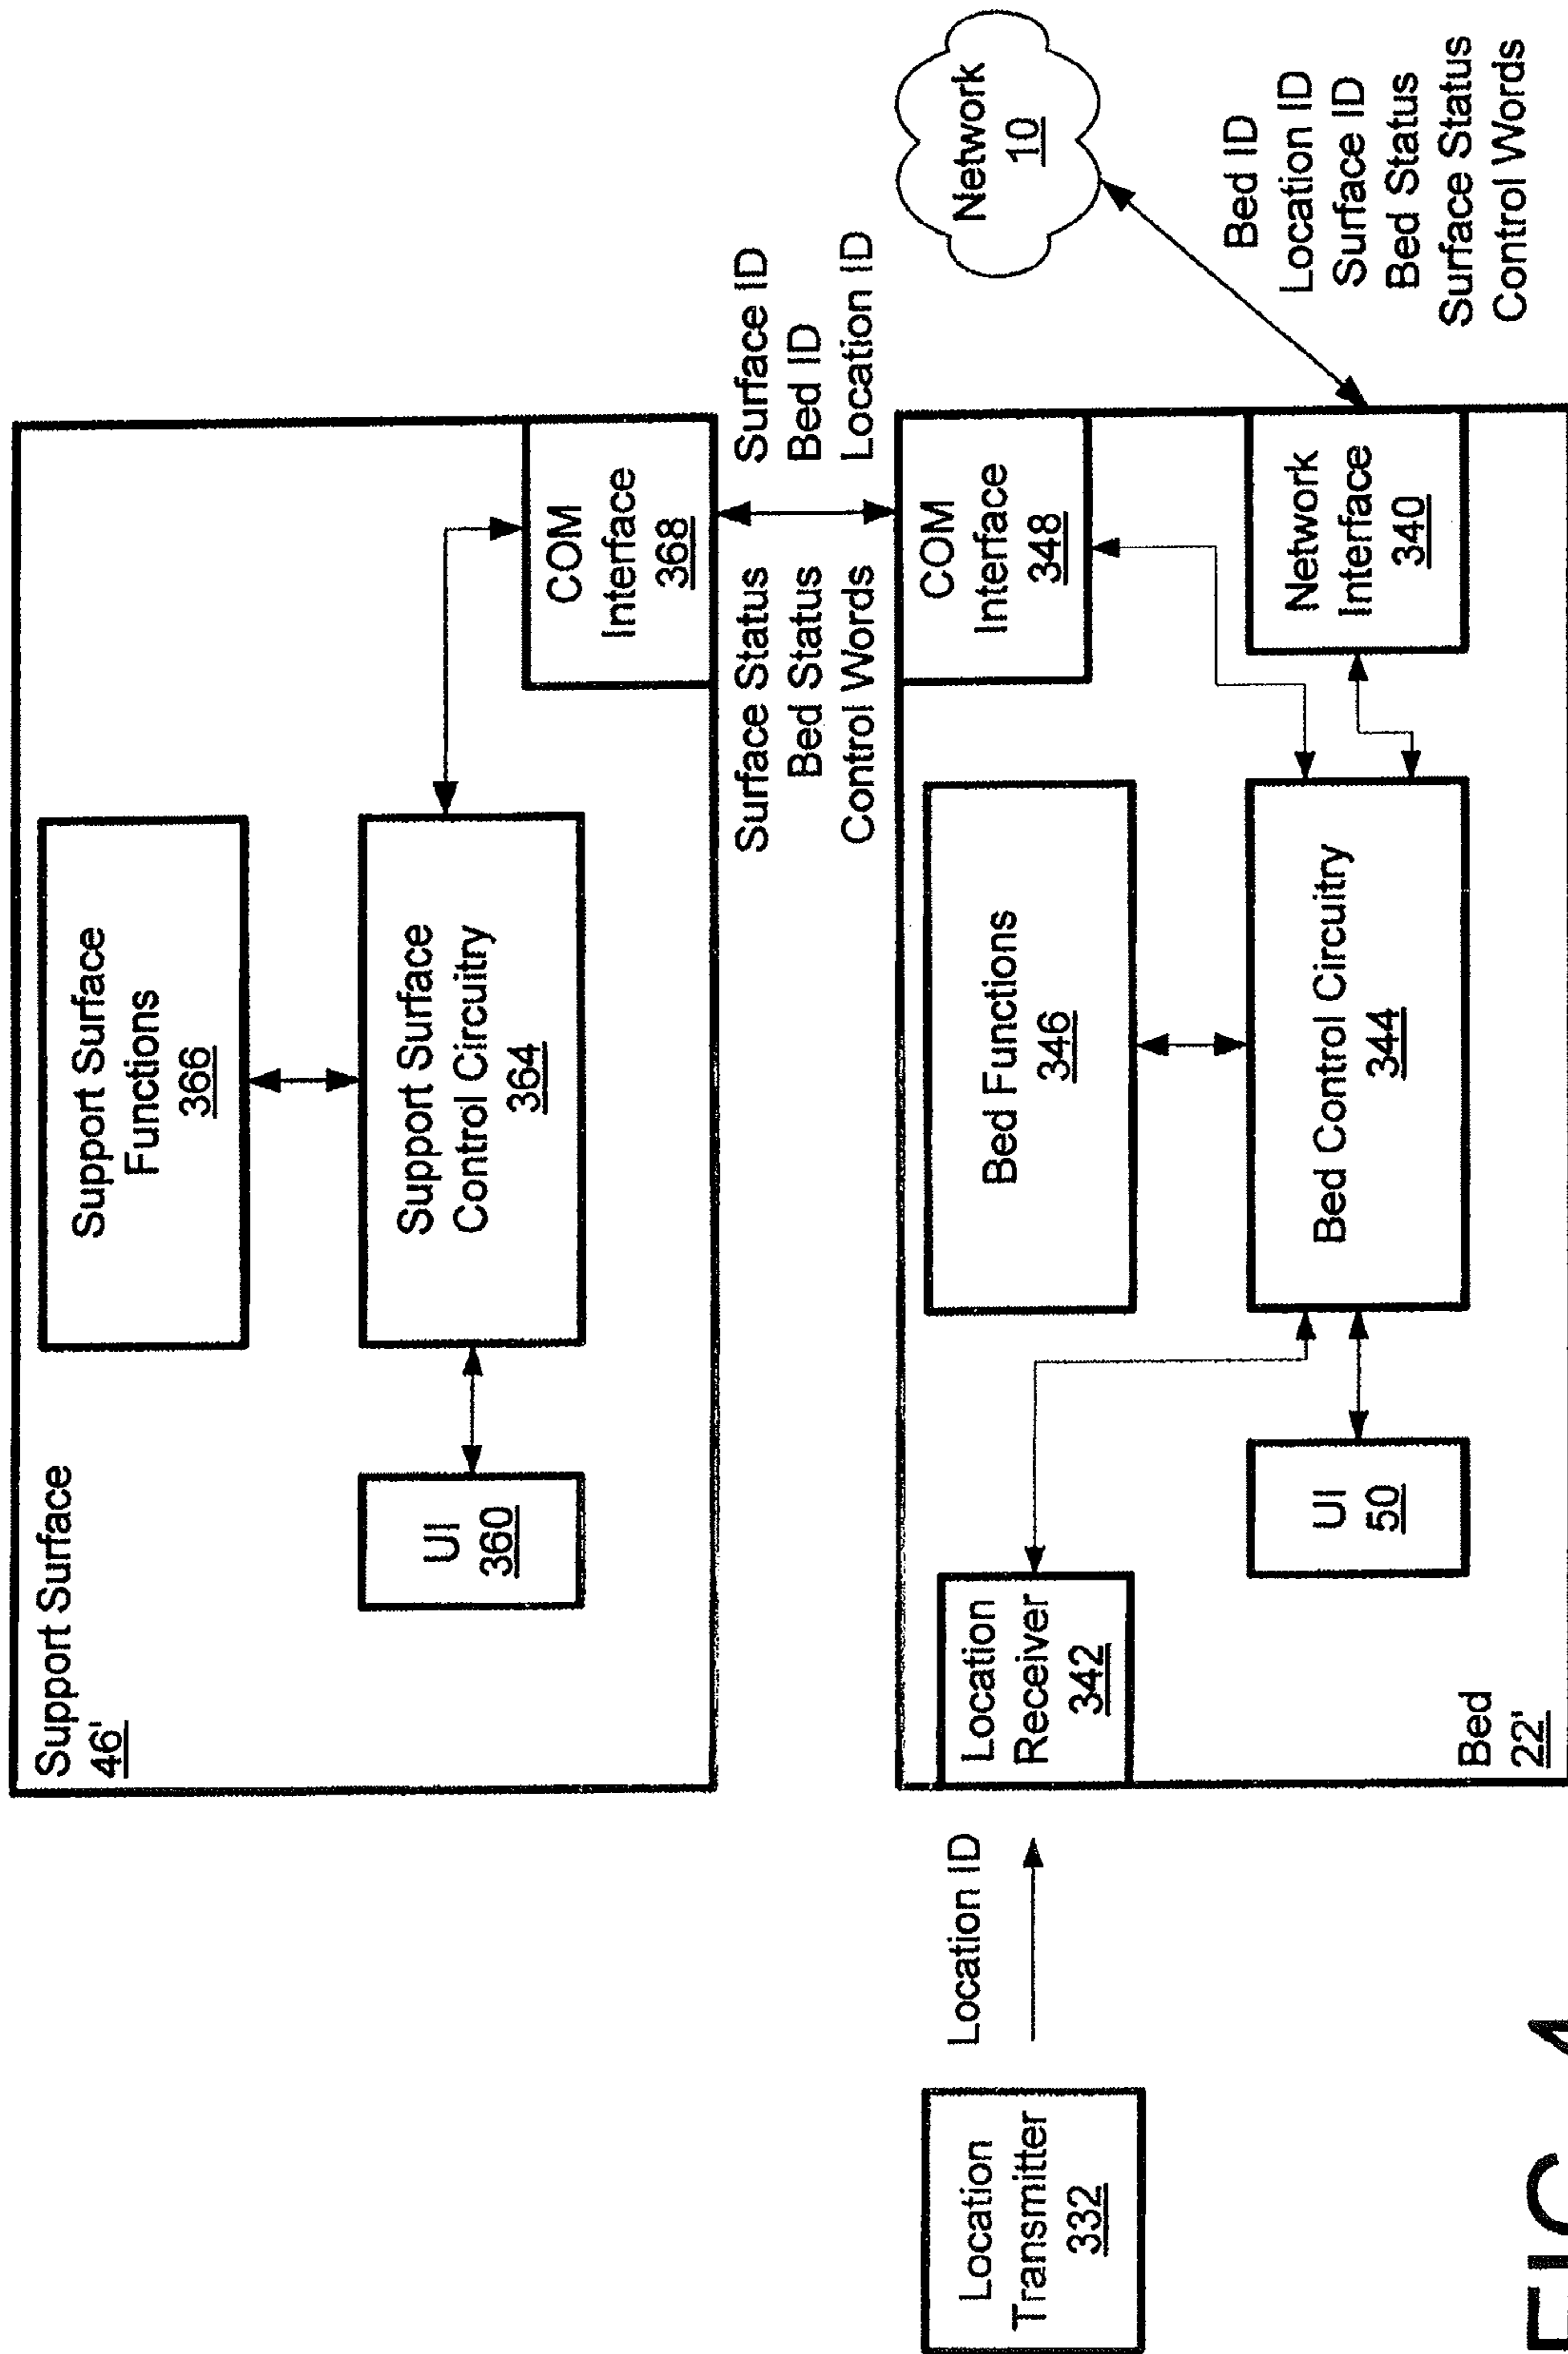 Support Surface
46'
Support Surface
Functions
366
UI
360
Support Surface
Control Circuitry
364
COM
Interface
368
Surface Status
Bed Status
Control Words
Surface ID
Bed ID
Location ID
Location
Transmitter
332
Location ID
Location
Receiver
342
Bed Functions
346
COM
Interface
348
UI
50
Bed Control Circuitry
344
Network
Interface
340
Bed
22'
Network
10
Bed ID
Location ID
Surface ID
Bed Status
Surface Status
Control Words
FIG